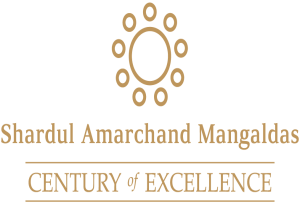 Shardul Amarchand Mangaldas
CENTURY of EXCELLENCE